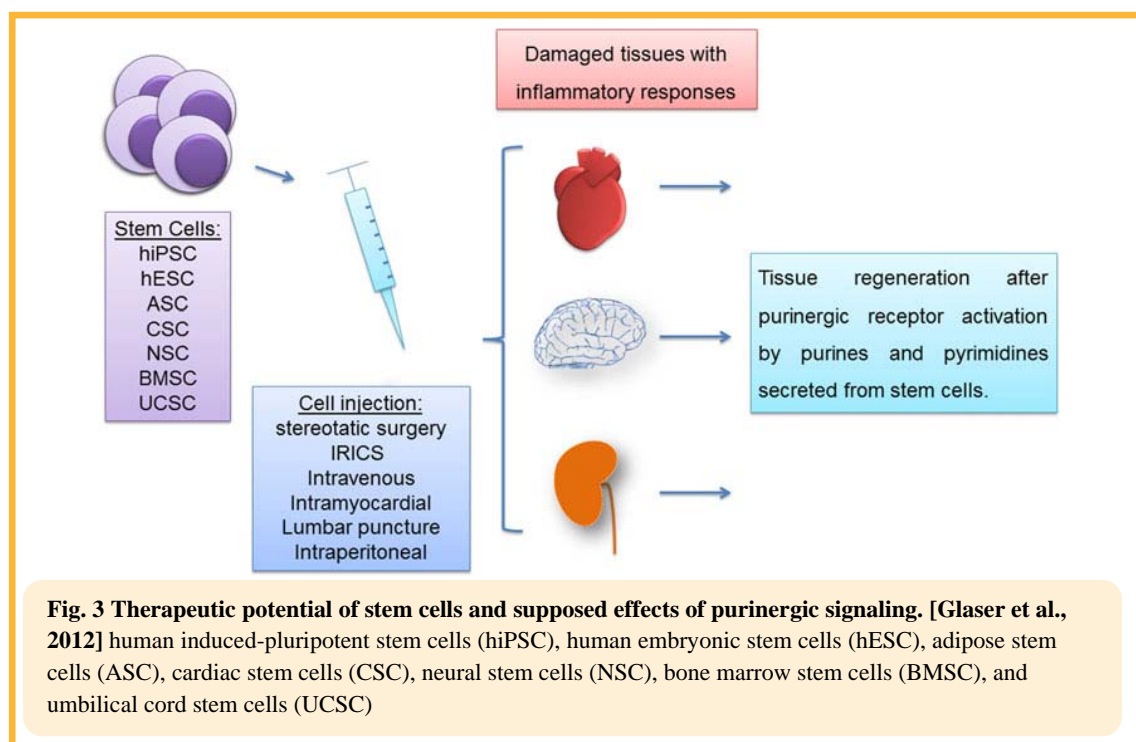 Damaged tissues with
inflammatory responses
Stem Cells:
hiPSC
hESC
ASC
CSC
NSC
BMSC
UCSC
Cell injection:
stereotatic surgery
IRICS
Intravenous
Intramyocardial
Lumbar puncture
Intraperitoneal
Tissue regeneration after
purinergic receptor activation
by purines and pyrimidines
secreted from stem cells.
Fig. 3 Therapeutic potential of stem cells and supposed effects of purinergic signaling. [Glaser et al.,
2012] human induced-pluripotent stem cells (hiPSC), human embryonic stem cells (hESC), adipose stem
cells (ASC), cardiac stem cells (CSC), neural stem cells (NSC), bone marrow stem cells (BMSC), and
umbilical cord stem cells (UCSC)